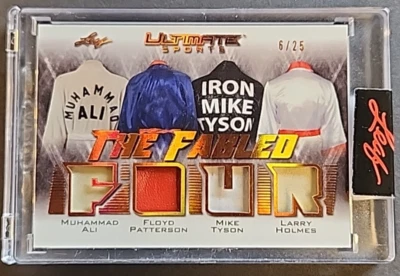 Leaf
ULTIMATE
SPORTS
6/25
MUHAMMAD
ALI
IRON
MIKE
TYSON
THE FABLED
FOUR
MUHAMMAD ALI
FLOYD PATTERSON
MIKE TYSON
LARRY HOLMES
Leaf